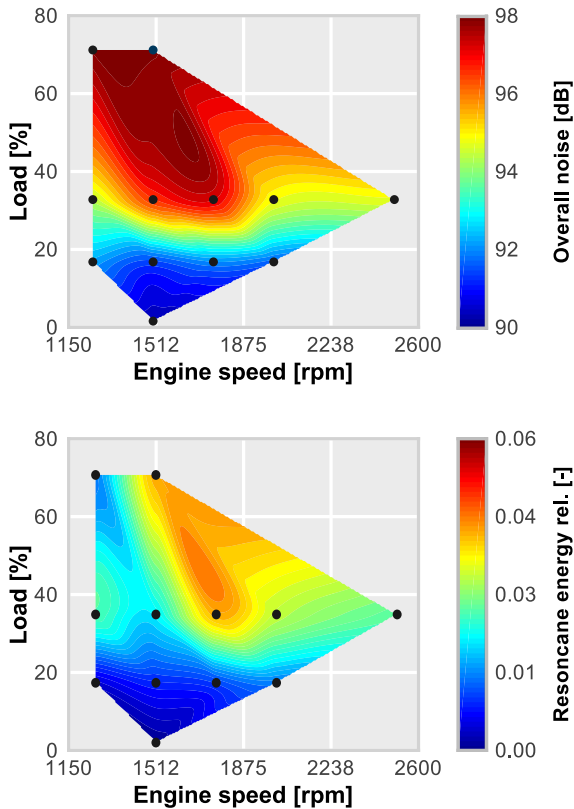 80
60
40
20
0
Load [%]
1150 1512 1875 2238 2600
Engine speed [rpm]
98
96
94
92
90
Overall noise [dB]
80
60
40
20
0
Load [%]
1150 1512 1875 2238 2600
Engine speed [rpm]
0.06
0.04
0.03
0.01
0.00
Resoncane energy rel. [-]